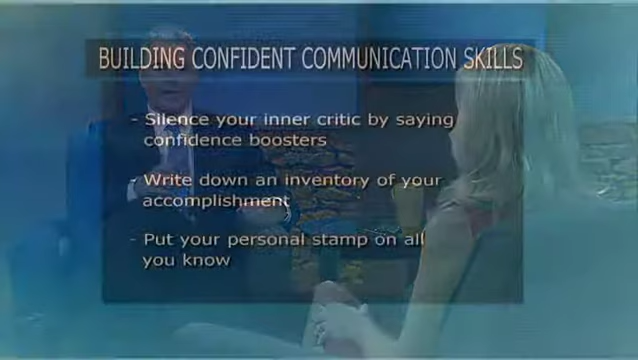 BUILDING CONFIDENT COMMUNICATION SKILLS
- Silence your inner critic by saying
confidence boosters
- Write down an inventory of your
accomplishment
- Put your personal stamp on all
you know